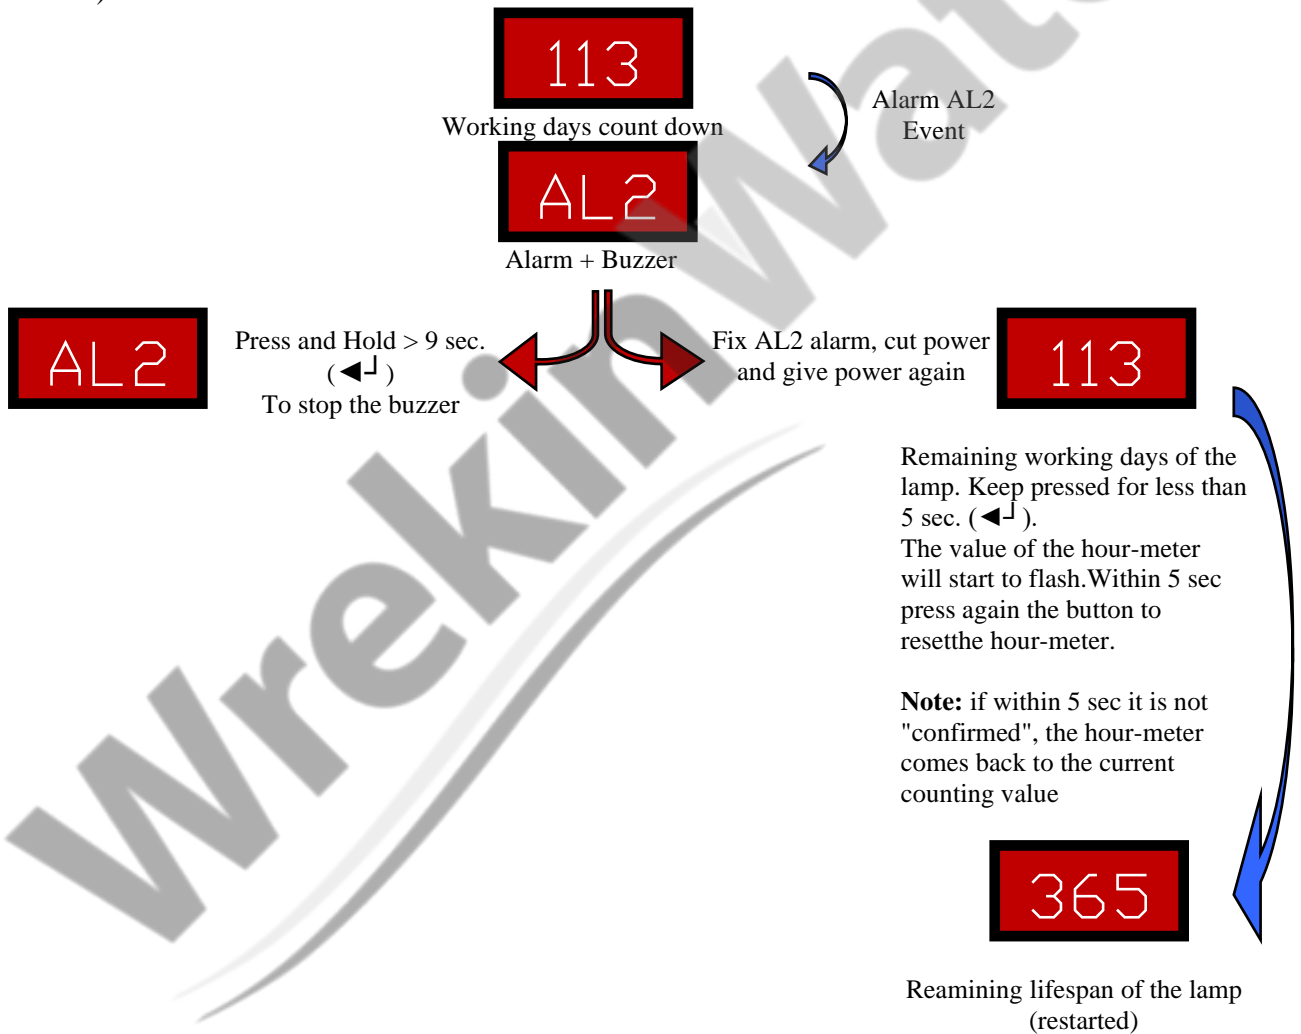 )
113
Working days count down
Alarm AL2
Event
AL2
Alarm + Buzzer
AL2
Press and Hold > 9 sec.
(◄┘)
To stop the buzzer
Fix AL2 alarm, cut power
and give power again
113
Remaining working days of the
lamp. Keep pressed for less than
5 sec. (◄┘).
The value of the hour-meter
will start to flash.Within 5 sec
press again the button to
resetthe hour-meter.
Note: if within 5 sec it is not
"confirmed", the hour-meter
comes back to the current
counting value
365
Reamining lifespan of the lamp
(restarted)
WrekinWat